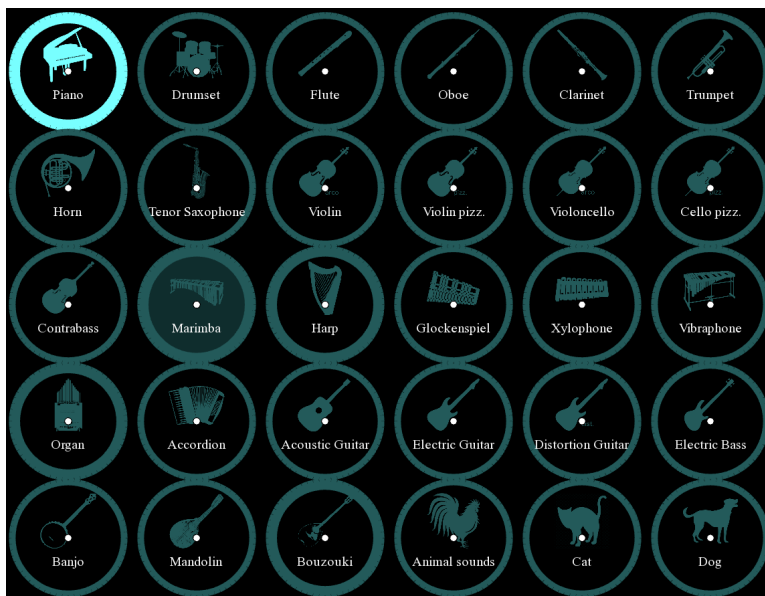 Piano
Drumset
Flute
Oboe
Clarinet
Trumpet
Horn
Tenor Saxophone
Violin
Violin pizz.
Violoncello
Cello pizz.
Contrabass
Marimba
Harp
Glockenspiel
Xylophone
Vibraphone
Organ
Accordion
Acoustic Guitar
Electric Guitar
Distortion Guitar
Electric Bass
Banjo
Mandolin
Bouzouki
Animal sounds
Cat
Dog